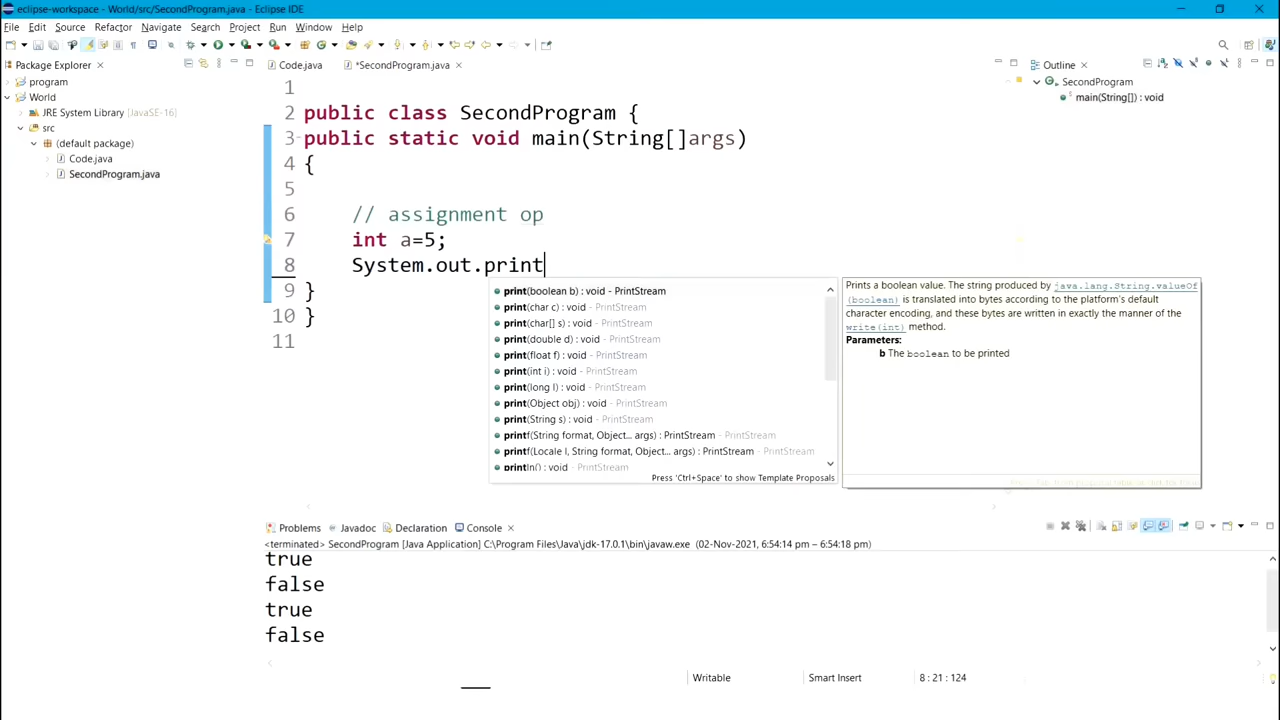 eclipse-workspace - World/src/SecondProgram.java - Eclipse IDE
File Edit Source Refactor Navigate Search Project Run Window Help
Package Explorer
program
World
JRE System Library [JavaSE-16]
src
(default package)
Code.java
SecondProgram.java
Code.java *SecondProgram.java
1
2 public class SecondProgram {
3 public static void main(String[]args)
4 {
5
6 // assignment op
7 int a=5;
8 System.out.print
9 }
10 }
11
print(boolean b) : void - PrintStream
print(char c) : void - PrintStream
print(char[] s) : void - PrintStream
print(double d) : void - PrintStream
print(float f) : void - PrintStream
print(int i) : void - PrintStream
print(long l) : void - PrintStream
print(Object obj) : void - PrintStream
print(String s) : void - PrintStream
printf(String format, Object... args) : PrintStream - PrintStream
printf(Locale l, String format, Object... args) : PrintStream - PrintStream
println() : void - PrintStream
Press 'Ctrl+Space' to show Template Proposals
Prints a boolean value. The string produced by java.lang.String.valueOf
(boolean) is translated into bytes according to the platform's default
character encoding, and these bytes are written in exactly the manner of the
write(int) method.
Parameters:
b The boolean to be printed
Outline
SecondProgram
main(String[]) : void
Problems Javadoc Declaration Console
<terminated> SecondProgram [Java Application] C:\Program Files\Java\jdk-17.0.1\bin\javaw.exe (02-Nov-2021, 6:54:14 pm – 6:54:18 pm)
true
false
true
false
Writable Smart Insert 8 : 21 : 124